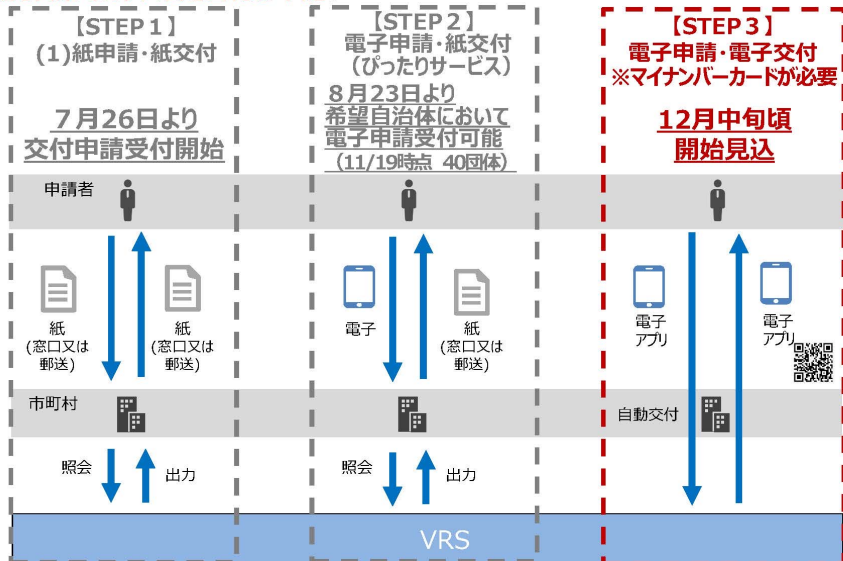 【STEP１】
(1)紙申請・紙交付
７月26日より
交付申請受付開始
【STEP２】
電子申請・紙交付
（ぴったりサービス）
８月23日より
希望自治体において
電子申請受付可能
（11/19時点 40団体）
【STEP３】
電子申請・電子交付
※マイナンバーカードが必要
12月中旬頃
開始見込
申請者
紙
(窓口又は
郵送)
紙
(窓口又は
郵送)
電子
紙
(窓口又は
郵送)
電子
アプリ
電子
アプリ
市町村
自動交付
照会
出力
照会
出力
VRS